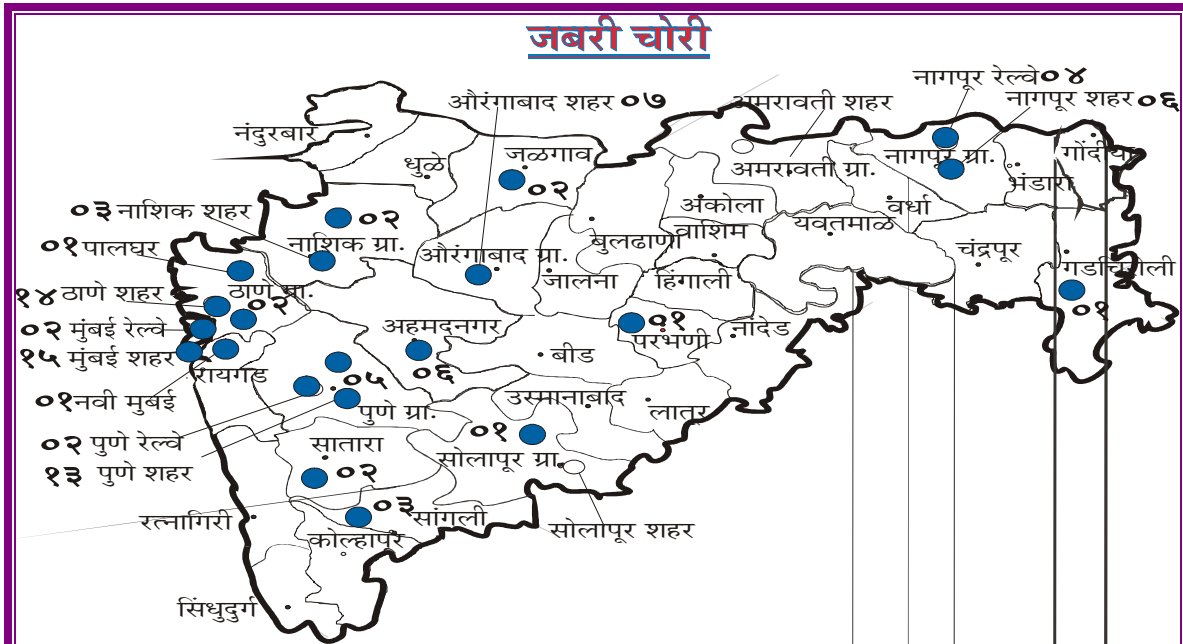 जबरी चोरी
नागपूर रेल्वे०४
औरंगाबाद शहर ०७
अमरावती शहर
नागपूर शहर ०६
नंदुरबार
धुळे
जळगाव
०२
अमरावती ग्रा.
नागपूर ग्रा.
गोंदीया
भंडारा
०३ नाशिक शहर
०२
अकोला
वर्धा
वाशिम
यवतमाळ
०१ पालघर
नाशिक ग्रा.
औरंगाबाद ग्रा.
बुलढाणा
चंद्रपूर
जालना
हिंगाली
गडचिरोली
१४ ठाणे शहर
ठाणे ग्रा.
०२
०१
०२ मुंबई रेल्वे
अहमदनगर
०१
परभणी
नांदेड
१५ मुंबई शहर
रायगड
०६
बीड
०५
०१नवी मुबई
पुणे ग्रा.
उस्मानाबाद
लातूर
०२ पुणे रेल्वे
सातारा
०१
सोलापूर ग्रा.
१३ पुणे शहर
०२
०३
सांगली
रत्नागिरी
कोल्हापूर
सोलापूर शहर
सिंधुदुर्ग